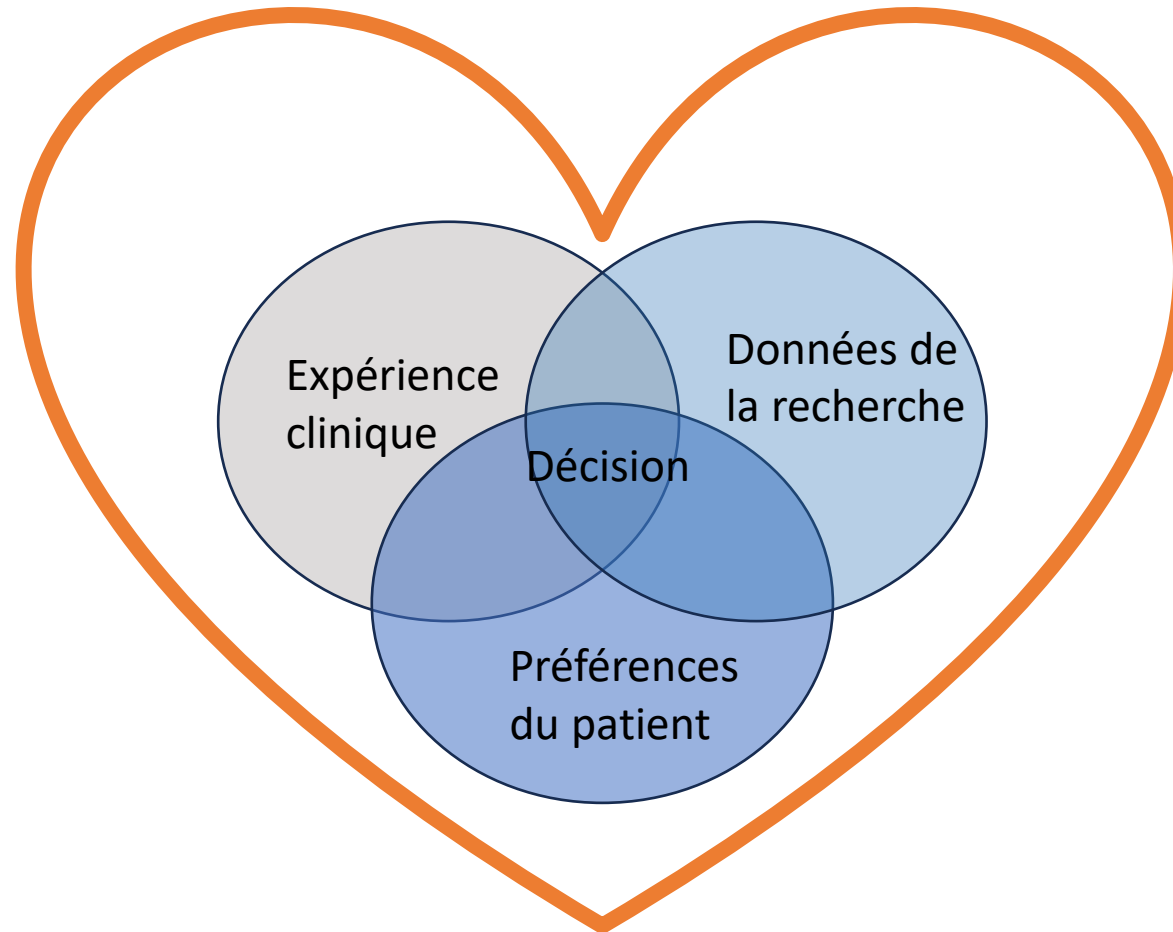 Expérience
clinique
Données de
la recherche
Décision
Préférences
du patient